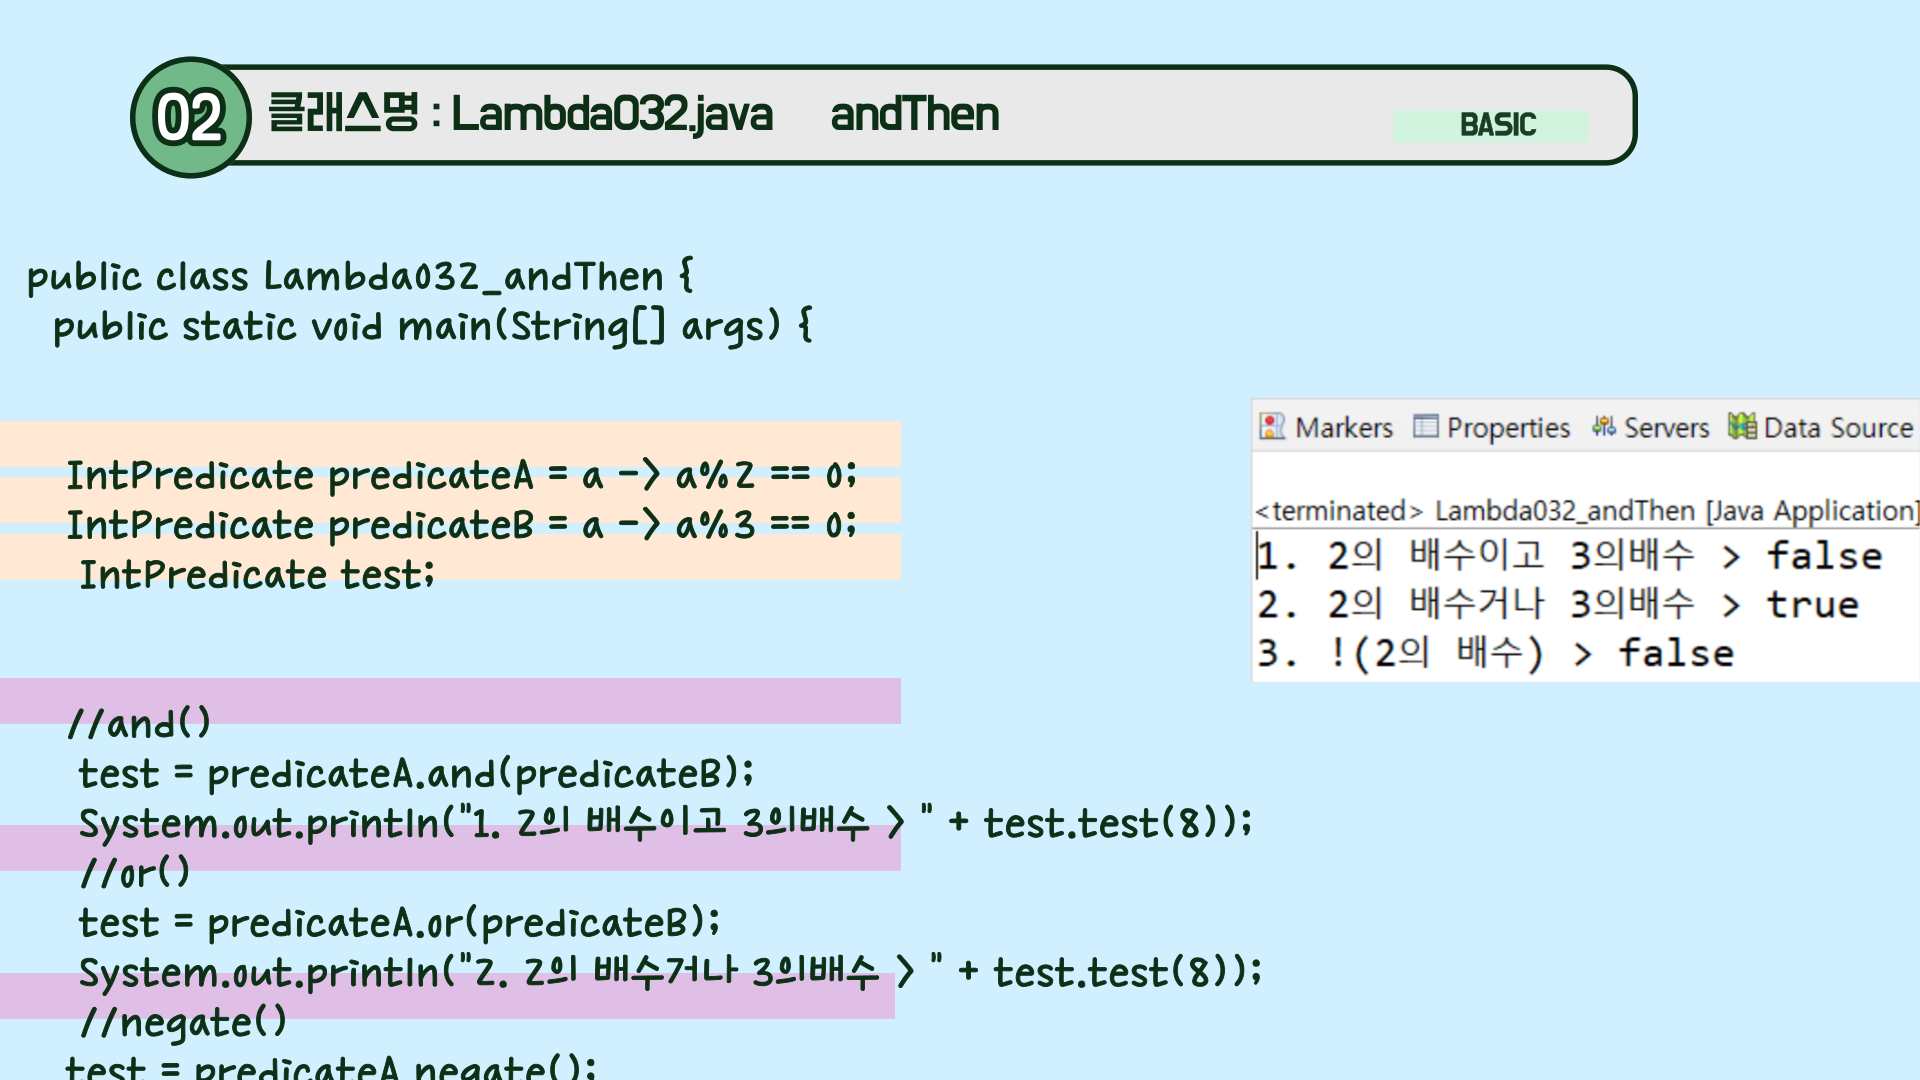 02
클래스명 : Lambda032.java andThen
BASIC
public class Lambda032_andThen {
public static void main(String[] args) {
IntPredicate predicateA = a -> a%2 == 0;
IntPredicate predicateB = a -> a%3 == 0;
IntPredicate test;
//and()
test = predicateA.and(predicateB);
System.out.println("1. 2의 배수이고 3의배수 > " + test.test(8));
//or()
test = predicateA.or(predicateB);
System.out.println("2. 2의 배수거나 3의배수 > " + test.test(8));
//negate()
test = predicateA.negate();
Markers Properties Servers Data Source
<terminated> Lambda032_andThen [Java Application]
1. 2의 배수이고 3의배수 > false
2. 2의 배수거나 3의배수 > true
3. !(2의 배수) > false